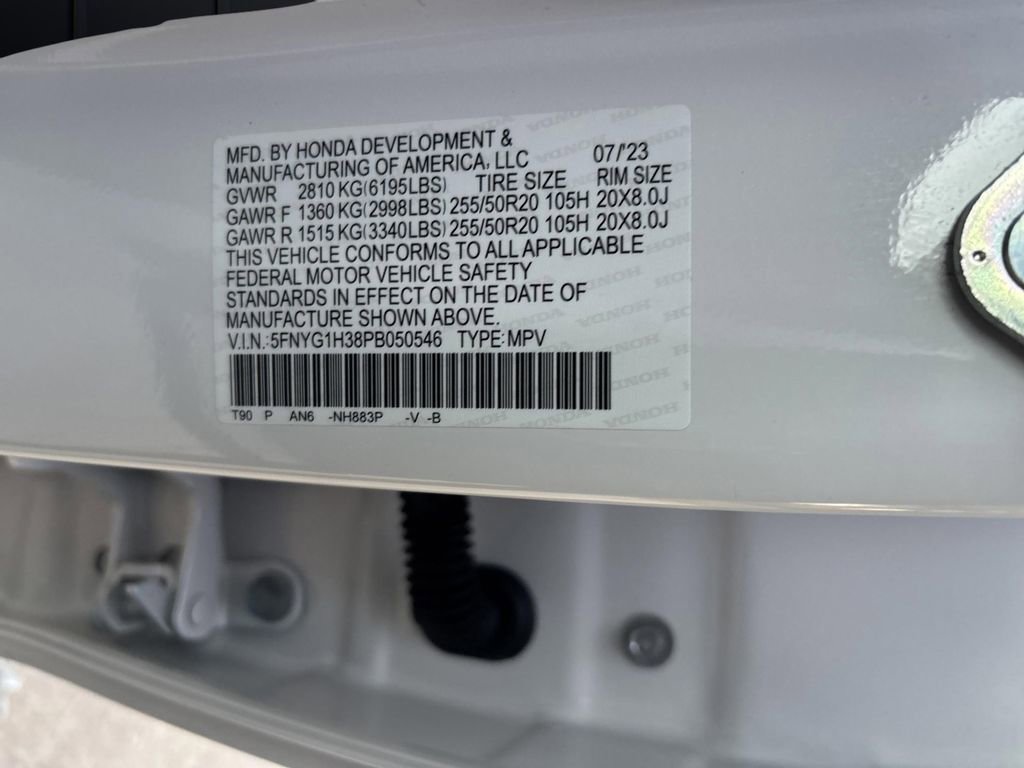 MFD. BY HONDA DEVELOPMENT &
MANUFACTURING OF AMERICA, LLC 07/'23
GVWR 2810 KG(6195LBS) TIRE SIZE RIM SIZE
GAWR F 1360 KG(2998LBS) 255/50R20 105H 20X8.0J
GAWR R 1515 KG(3340LBS) 255/50R20 105H 20X8.0J
THIS VEHICLE CONFORMS TO ALL APPLICABLE
FEDERAL MOTOR VEHICLE SAFETY
STANDARDS IN EFFECT ON THE DATE OF
MANUFACTURE SHOWN ABOVE.
V.I.N.:5FNYG1H38PB050546 TYPE:MPV
T90 P AN6 -NH883P -V -B